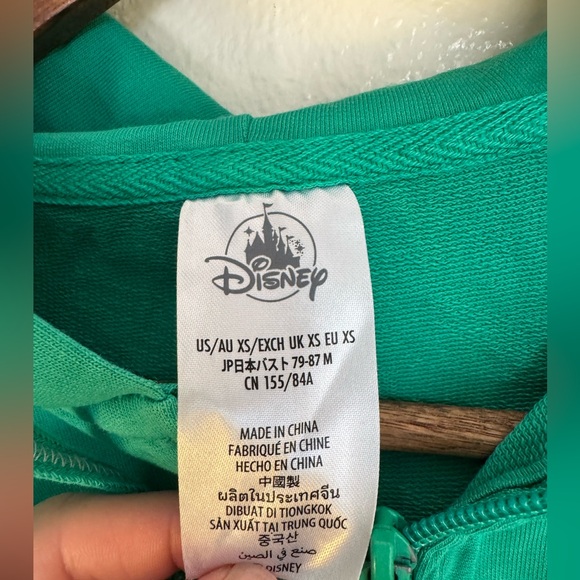 Disney
US/AU XS/EXCH UK XS EU XS
JP日本バスト 79-87 M
CN 155/84A
MADE IN CHINA
FABRIQUÉ EN CHINE
HECHO EN CHINA
中國製
ผลิตในประเทศจีน
DIBUAT DI TIONGKOK
SẢN XUẤT TẠI TRUNG QUỐC
중국산
صنع في الصين
DISNEY